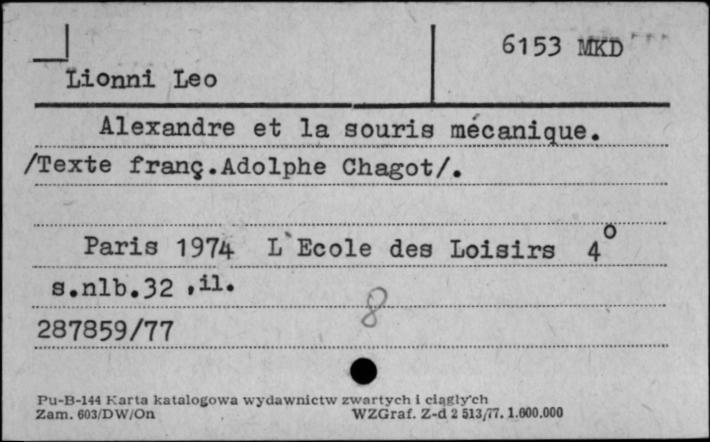 6153 MKD
Lionni Leo
Alexandre et la souris mécanique.
/Texte franç.Adolphe Chagot/.
Paris 1974 L`Ecole des Loisirs 4°
s.nlb.32 ,il.
8
287859/77
Pu-B-144 Karta katalogowa wydawnictw zwartych i ciągłych
Zam. 603/DW/On WZGraf. Z-d 2 513/77. 1.000.000